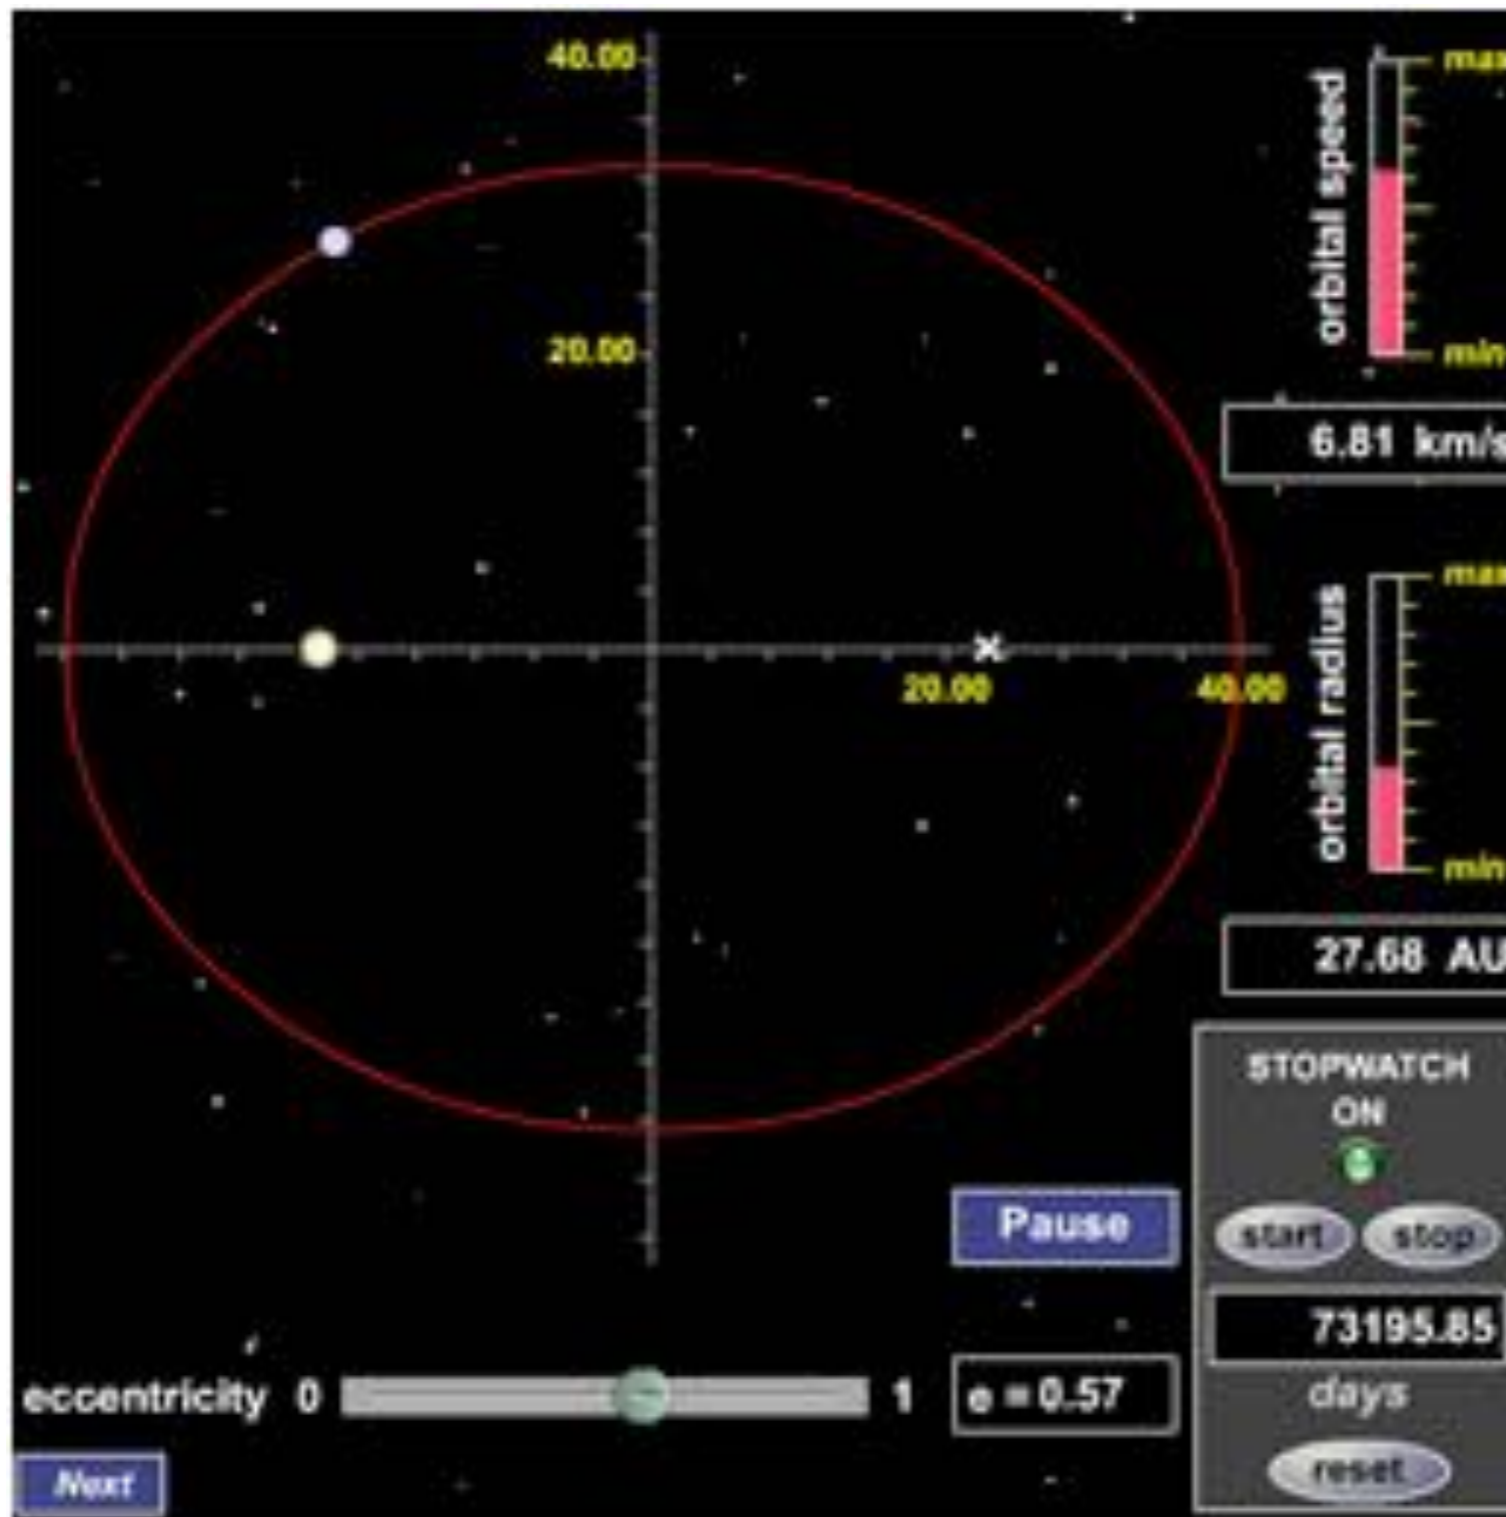 40.00
20.00
20.00
40.00
orbital speed
max
min
6.81 km/s
orbital radius
max
min
27.68 AU
STOPWATCH
ON
start stop
73195.85
days
reset
Pause
eccentricity 0 1 e = 0.57
Next